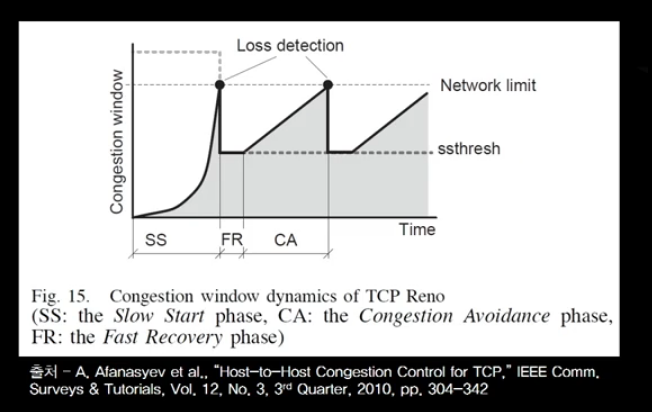 Loss detection
Congestion window
Network limit
ssthresh
Time
SS
FR
CA
Fig. 15. Congestion window dynamics of TCP Reno
(SS: the Slow Start phase, CA: the Congestion Avoidance phase,
FR: the Fast Recovery phase)
출처 - A. Afanasyev et al., "Host-to-Host Congestion Control for TCP," IEEE Comm.
Surveys & Tutorials, Vol. 12, No. 3, 3rd Quarter, 2010, pp. 304-342